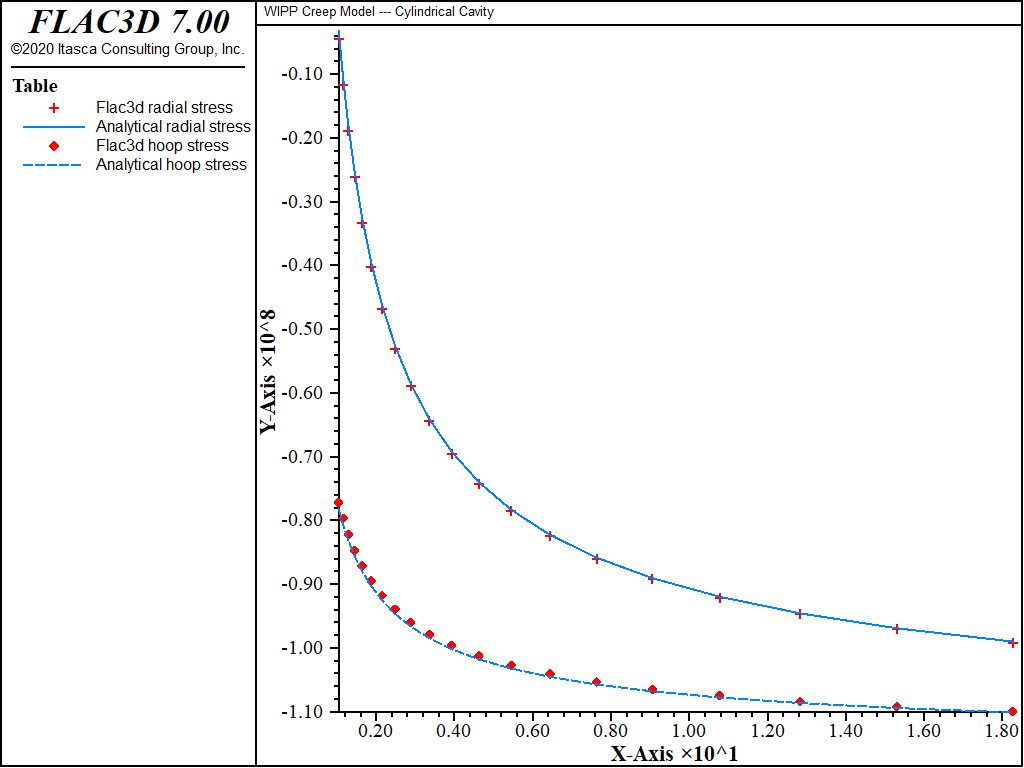 FLAC3D 7.00
©2020 Itasca Consulting Group, Inc.
Table
Flac3d radial stress
Analytical radial stress
Flac3d hoop stress
Analytical hoop stress
WIPP Creep Model --- Cylindrical Cavity
-0.10
-0.20
-0.30
-0.40
-0.50
-0.60
-0.70
-0.80
-0.90
-1.00
-1.10
Y-Axis ×10^8
0.20 0.40 0.60 0.80 1.00 1.20 1.40 1.60 1.80
X-Axis ×10^1